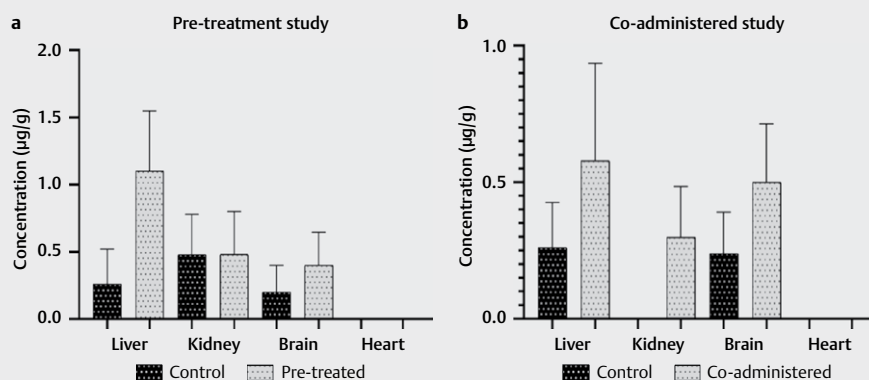 a Pre-treatment study
Concentration (µg/g)
2.0
1.5
1.0
0.5
0.0
Liver Kidney Brain Heart
Control Pre-treated
b Co-administered study
Concentration (µg/g)
1.0
0.5
0.0
Liver Kidney Brain Heart
Control Co-administered